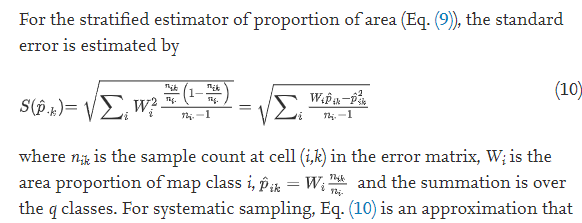 For the stratified estimator of proportion of area (Eq. (9)), the standard
error is estimated by
S(p̂·k)= √∑i Wi² (nik/ni·)(1−nik/ni·)/(ni·−1) = √∑i (Wi p̂ik−p̂ik²)/(ni·−1) (10)
where nik is the sample count at cell (i,k) in the error matrix, Wi is the
area proportion of map class i, p̂ik = Wi nik/ni· and the summation is over
the q classes. For systematic sampling, Eq. (10) is an approximation that